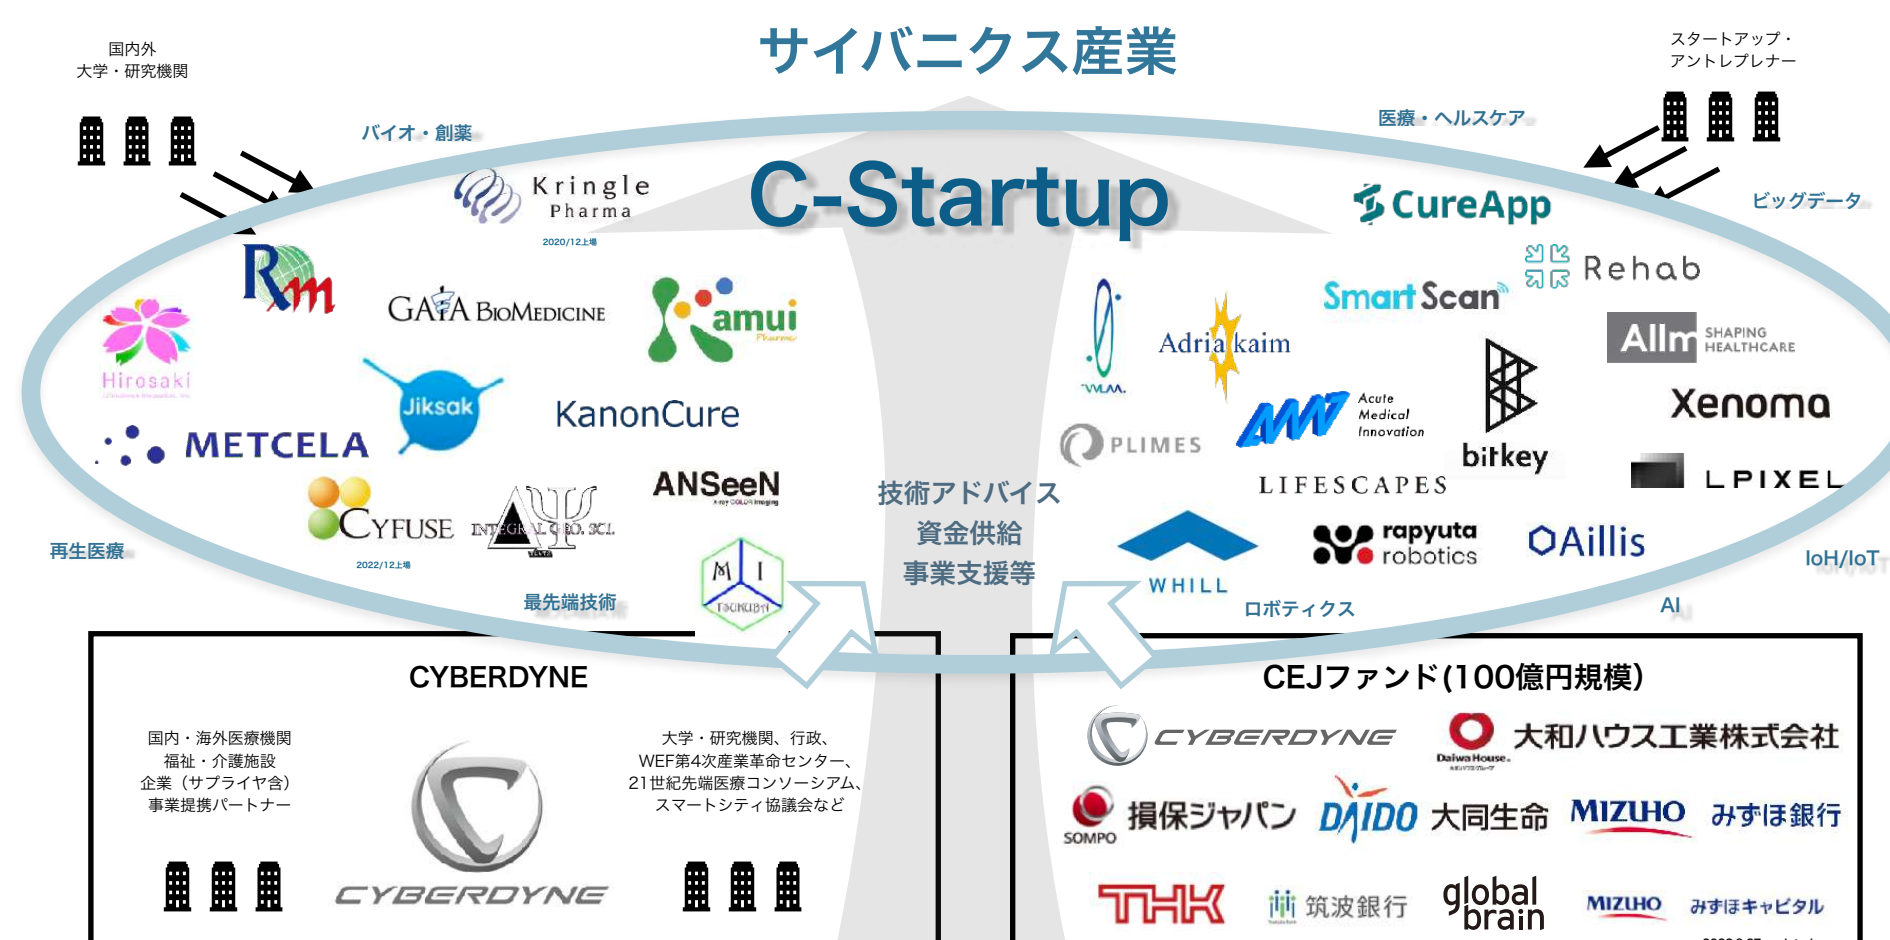 サイバニクス産業
国内外
大学・研究機関
スタートアップ・
アントレプレナー
バイオ・創薬
医療・ヘルスケア
ビッグデータ
C-Startup
Kringle
Pharma
2020/12上場
CureApp
Rm
GAIA BIOMEDICINE
Kamui
Pharma
Hirosaki
Jiksak
KanonCure
METCELA
CYFUSE
2022/12上場
INTEGRAL GEO. SCI.
ANSeeN
X-ray COLOR Imaging
M I
TSUKUBA
再生医療
最先端技術
Rehab
Smart Scan
Adriakaim
Allm
SHAPING
HEALTHCARE
Xenoma
Acute
Medical
Innovation
PLIMES
bitkey
LIFESCAPES
LPIXEL
WHILL
rapyuta
robotics
Aillis
IoH/IoT
ロボティクス
AI
技術アドバイス
資金供給
事業支援等
CYBERDYNE
国内・海外医療機関
福祉・介護施設
企業（サプライヤ含）
事業提携パートナー
CYBERDYNE
大学・研究機関、行政、
WEF第4次産業革命センター、
21世紀先端医療コンソーシアム、
スマートシティ協議会など
CEJファンド(100億円規模）
CYBERDYNE
Daiwa House.
大和ハウス工業株式会社
SOMPO
損保ジャパン
DAIDO 大同生命
MIZUHO みずほ銀行
THK
筑波銀行
global
brain
MIZUHO みずほキャピタル